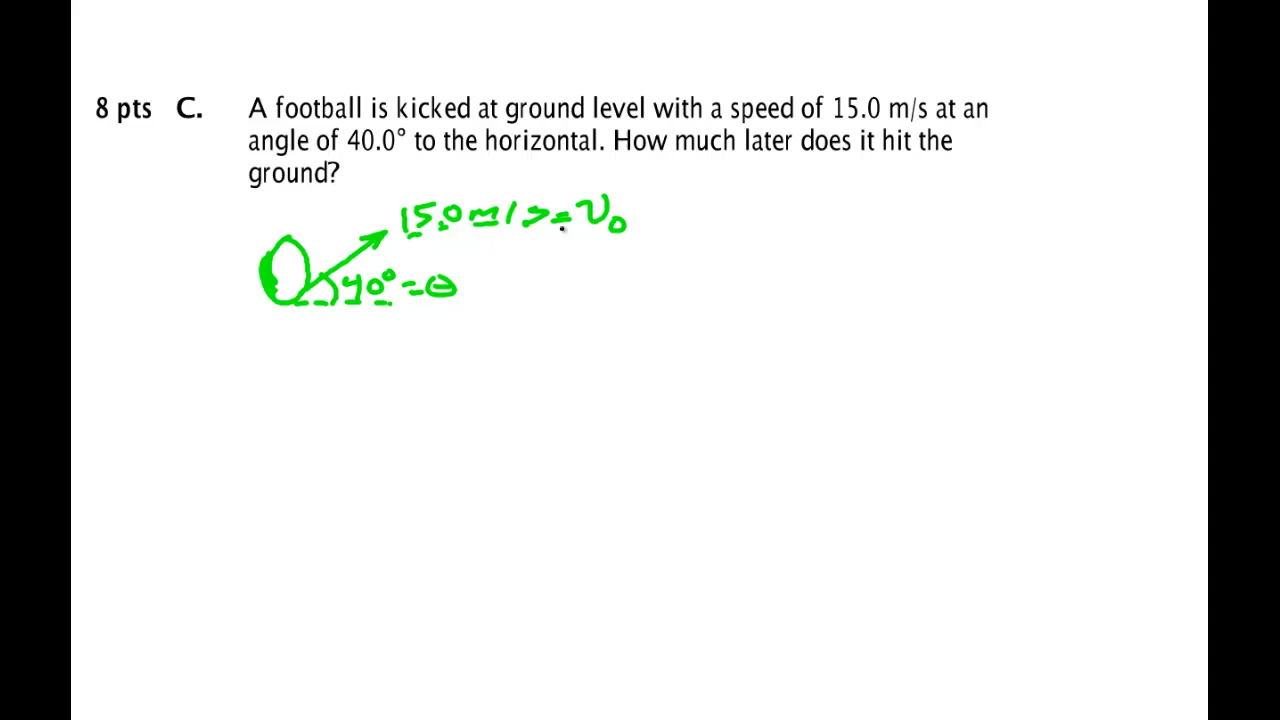 8 pts C. A football is kicked at ground level with a speed of 15.0 m/s at an
angle of 40.0° to the horizontal. How much later does it hit the
ground?
15.0 m/s = v₀
40° = θ